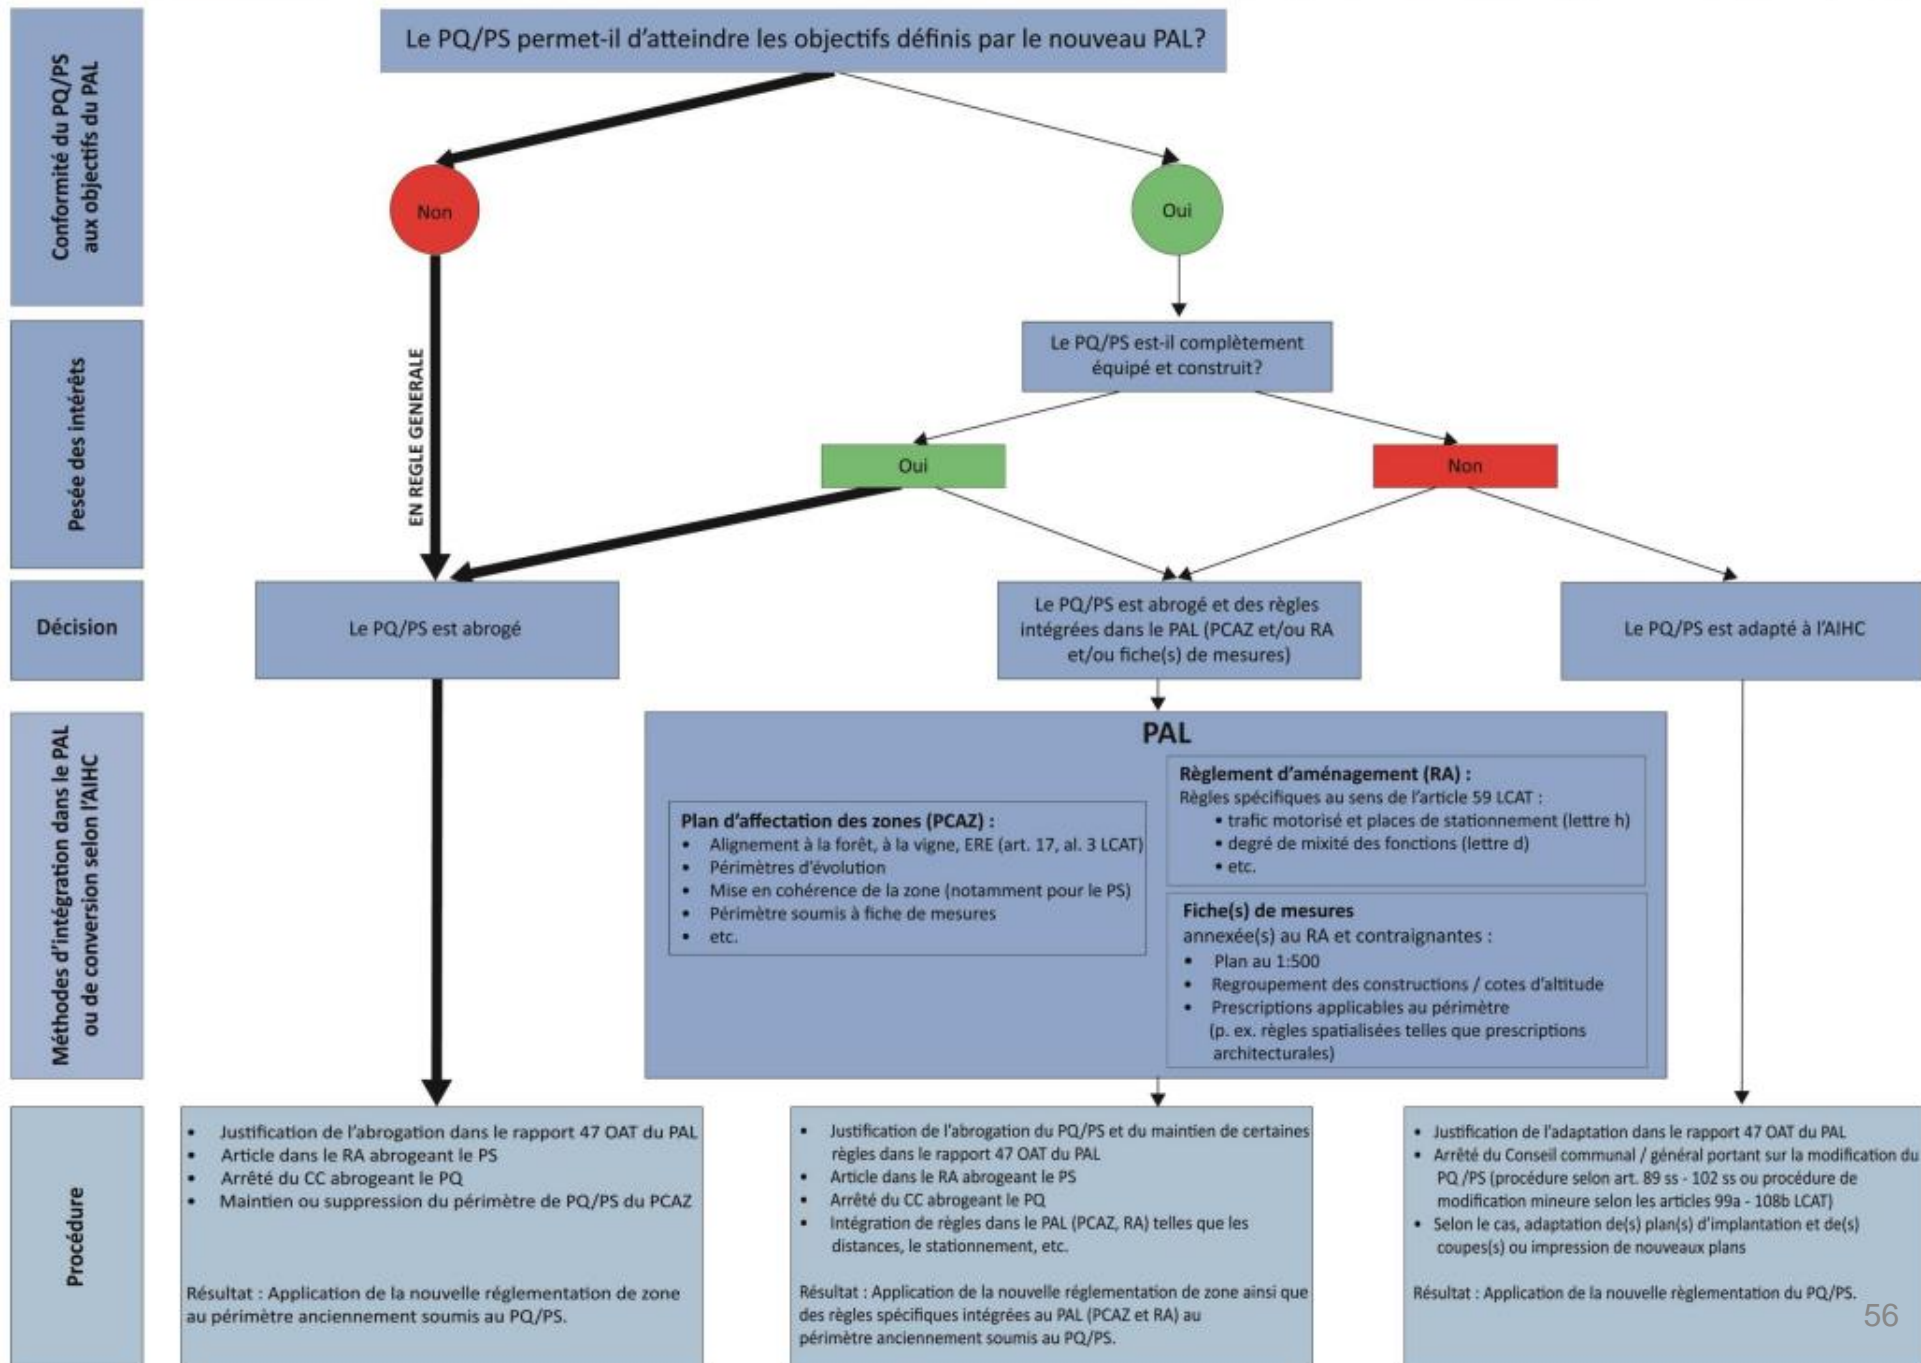 Conformité du PQ/PS
aux objectifs du PAL
Le PQ/PS permet-il d'atteindre les objectifs définis par le nouveau PAL?
Non
Oui
Pesée des intérêts
EN REGLE GENERALE
Le PQ/PS est-il complètement
équipé et construit?
Oui
Non
Décision
Le PQ/PS est abrogé
Le PQ/PS est abrogé et des règles
intégrées dans le PAL (PCAZ et/ou RA
et/ou fiche(s) de mesures)
Le PQ/PS est adapté à l'AIHC
Méthodes d'intégration dans le PAL
ou de conversion selon l'AIHC
PAL
Plan d'affectation des zones (PCAZ) :
• Alignement à la forêt, à la vigne, ERE (art. 17, al. 3 LCAT)
• Périmètres d'évolution
• Mise en cohérence de la zone (notamment pour le PS)
• Périmètre soumis à fiche de mesures
• etc.
Règlement d'aménagement (RA) :
Règles spécifiques au sens de l'article 59 LCAT :
• trafic motorisé et places de stationnement (lettre h)
• degré de mixité des fonctions (lettre d)
• etc.
Fiche(s) de mesures
annexée(s) au RA et contraignantes :
• Plan au 1:500
• Regroupement des constructions / cotes d'altitude
• Prescriptions applicables au périmètre
(p. ex. règles spatialisées telles que prescriptions
architecturales)
Procédure
• Justification de l'abrogation dans le rapport 47 OAT du PAL
• Article dans le RA abrogeant le PS
• Arrêté du CC abrogeant le PQ
• Maintien ou suppression du périmètre de PQ/PS du PCAZ
Résultat : Application de la nouvelle réglementation de zone
au périmètre anciennement soumis au PQ/PS.
▪ Justification de l'abrogation du PQ/PS et du maintien de certaines
règles dans le rapport 47 OAT du PAL
▪ Article dans le RA abrogeant le PS
▪ Arrêté du CC abrogeant le PQ
▪ Intégration de règles dans le PAL (PCAZ, RA) telles que les
distances, le stationnement, etc.
Résultat : Application de la nouvelle réglementation de zone ainsi que
des règles spécifiques intégrées au PAL (PCAZ et RA) au
périmètre anciennement soumis au PQ/PS.
• Justification de l'adaptation dans le rapport 47 OAT du PAL
• Arrêté du Conseil communal / général portant sur la modification du
PQ /PS (procédure selon art. 89 ss - 102 ss ou procédure de
modification mineure selon les articles 99a - 108b LCAT)
• Selon le cas, adaptation de(s) plan(s) d'implantation et de(s)
coupes(s) ou impression de nouveaux plans
Résultat : Application de la nouvelle règlementation du PQ/PS.
56